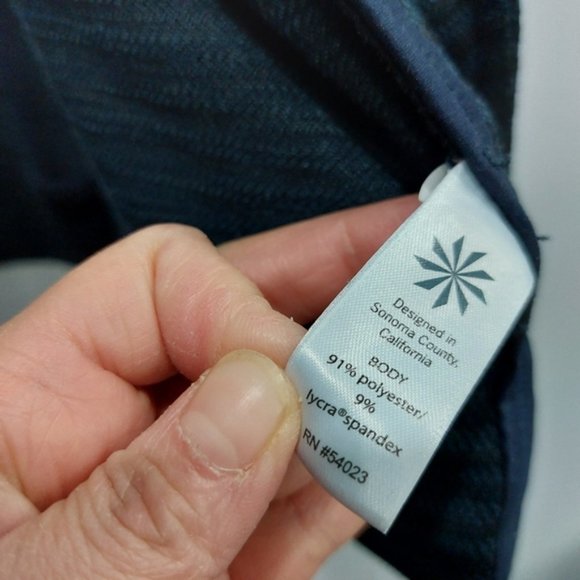 Designed in
Sonoma County,
California
BODY
91% polyester/
9%
lycra®spandex
RN #54023